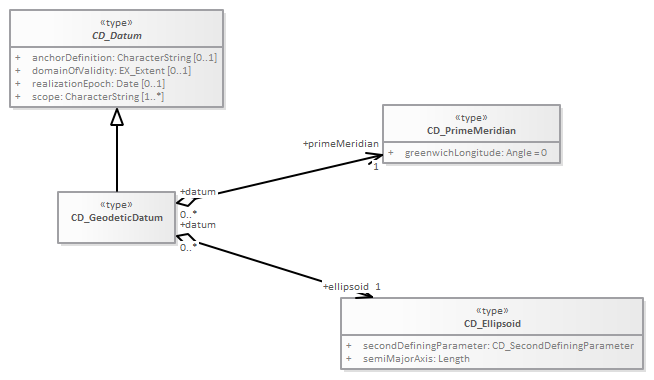 «type»
CD_Datum
+ anchorDefinition: CharacterString [0..1]
+ domainOfValidity: EX_Extent [0..1]
+ realizationEpoch: Date [0..1]
+ scope: CharacterString [1..*]
«type»
CD_PrimeMeridian
+ greenwichLongitude: Angle = 0
+primeMeridian
1
«type»
CD_GeodeticDatum
+datum
0..*
+datum
0..*
+ellipsoid 1
«type»
CD_Ellipsoid
+ secondDefiningParameter: CD_SecondDefiningParameter
+ semiMajorAxis: Length